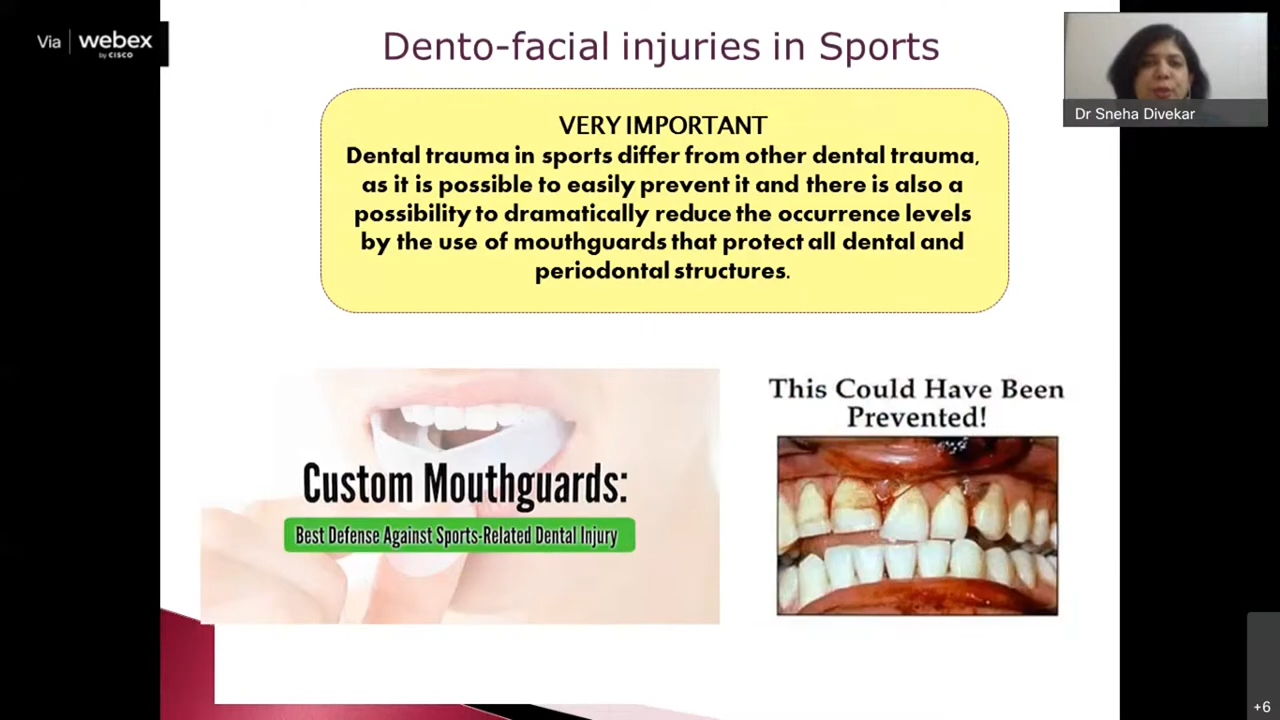 Via | webex
by CISCO
Dento-facial injuries in Sports
Dr Sneha Divekar
VERY IMPORTANT
Dental trauma in sports differ from other dental trauma,
as it is possible to easily prevent it and there is also a
possibility to dramatically reduce the occurrence levels
by the use of mouthguards that protect all dental and
periodontal structures.
Custom Mouthguards:
Best Defense Against Sports-Related Dental Injury
This Could Have Been
Prevented!
+6